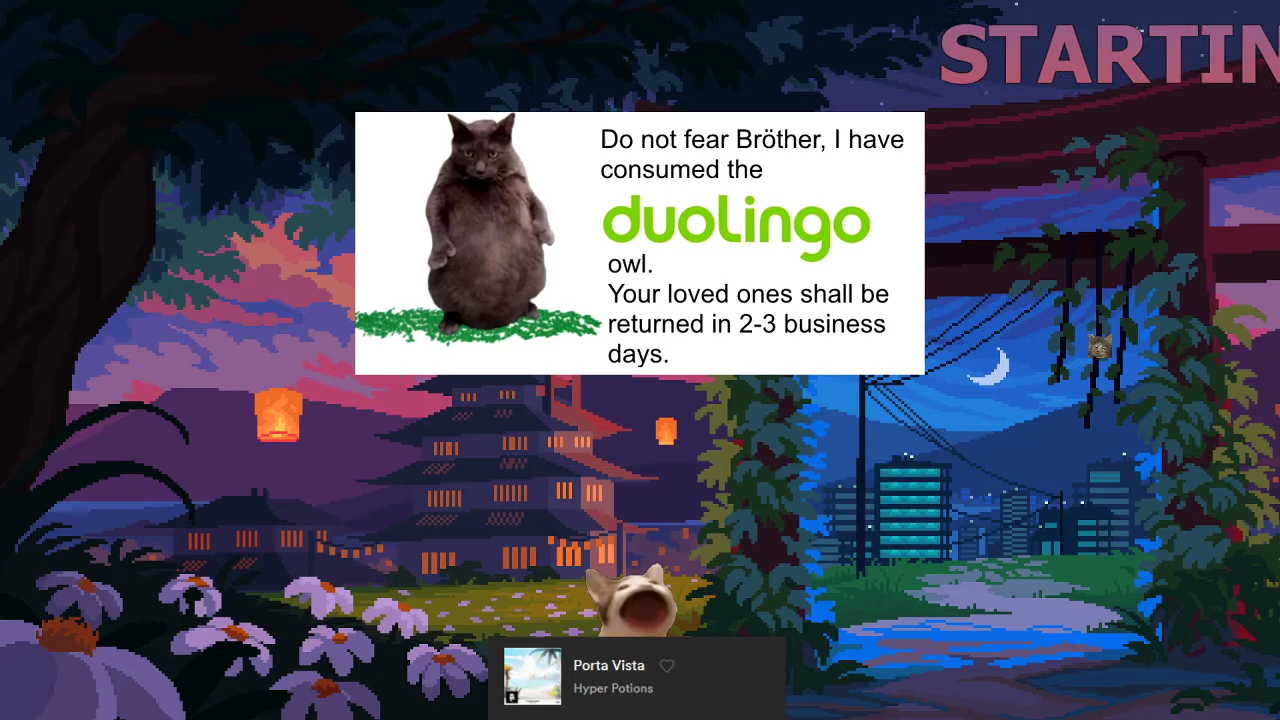 STARTIN
Do not fear Bröther, I have
consumed the
duoLingo
owl.
Your loved ones shall be
returned in 2-3 business
days.
Porta Vista
Hyper Potions